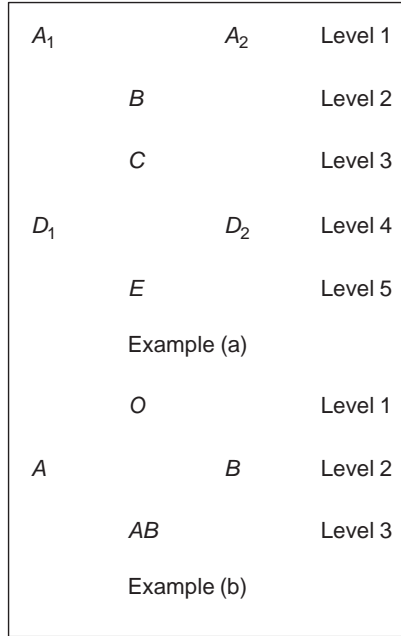 A₁ A₂ Level 1
B Level 2
C Level 3
D₁ D₂ Level 4
E Level 5
Example (a)
O Level 1
A B Level 2
AB Level 3
Example (b)